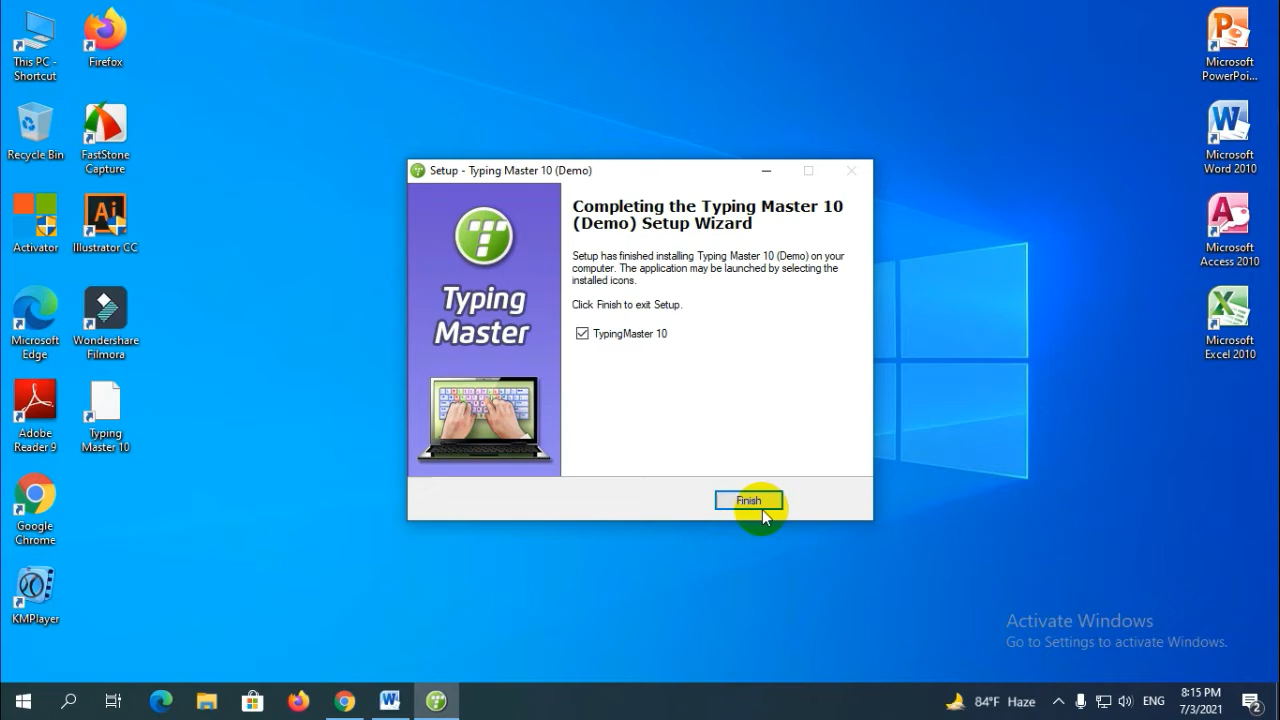 This PC -
Shortcut
Firefox
Recycle Bin
FastStone
Capture
Activator
Ai
Illustrator CC
Microsoft
Edge
Wondershare
Filmora
Adobe
Reader 9
Typing
Master 10
Google
Chrome
KMPlayer
Setup - Typing Master 10 (Demo)
Typing
Master
Completing the Typing Master 10
(Demo) Setup Wizard
Setup has finished installing Typing Master 10 (Demo) on your
computer. The application may be launched by selecting the
installed icons.
Click Finish to exit Setup.
TypingMaster 10
Finish
P
Microsoft
PowerPoi...
W
Microsoft
Word 2010
A
Microsoft
Access 2010
X
Microsoft
Excel 2010
Activate Windows
Go to Settings to activate Windows.
W
84°F Haze
ENG
8:15 PM
7/3/2021
2